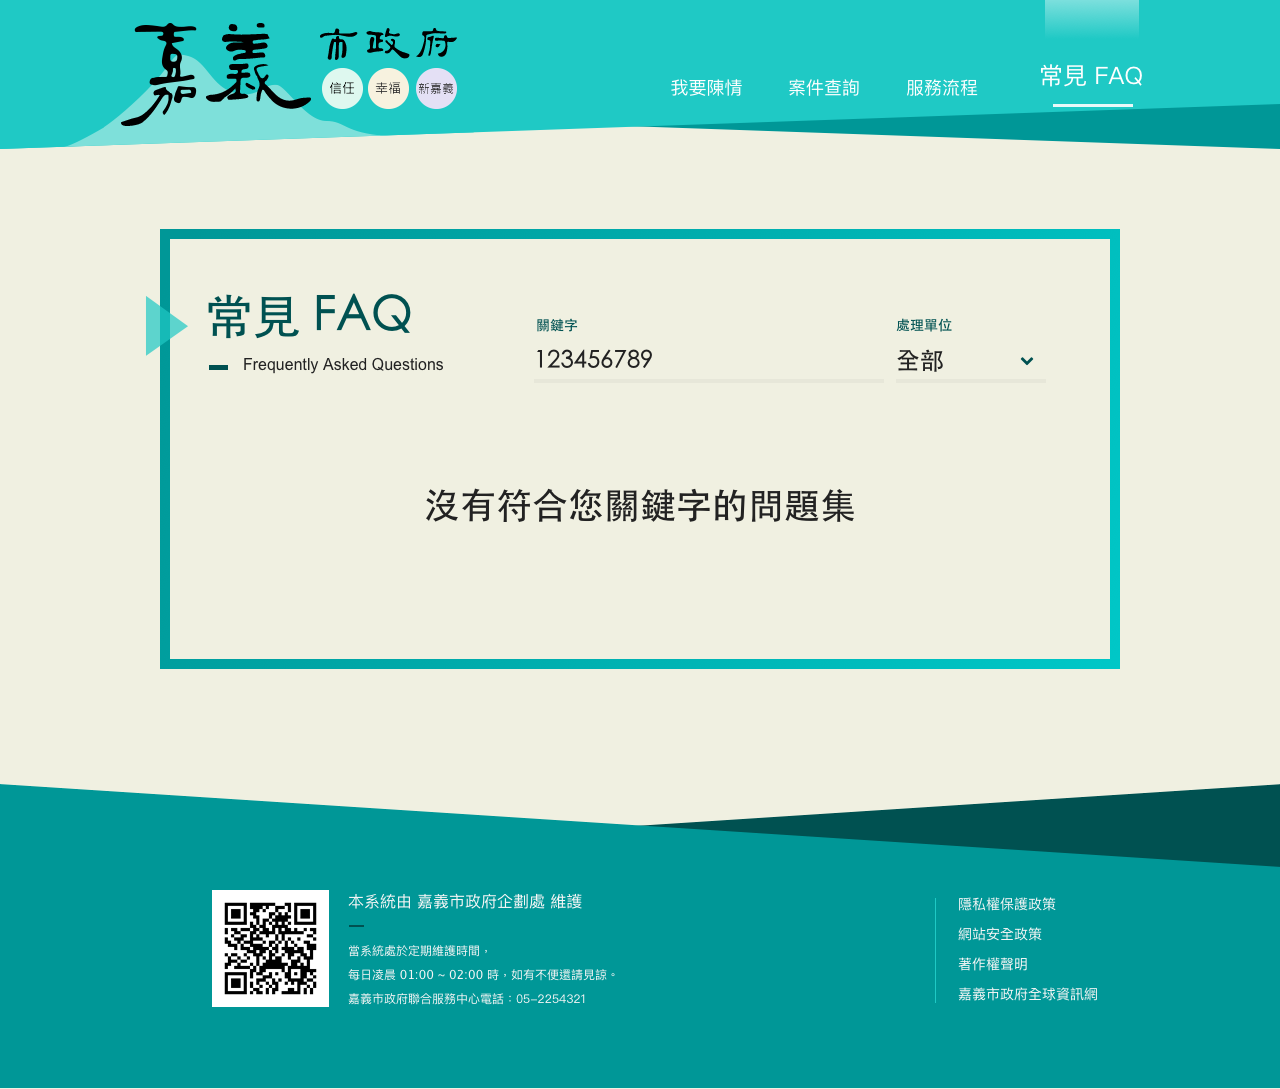 嘉義 市政府
信任 幸福 新嘉義
我要陳情 案件查詢 服務流程 常見 FAQ
常見 FAQ
Frequently Asked Questions
關鍵字
123456789
處理單位
全部
沒有符合您關鍵字的問題集
本系統由 嘉義市政府企劃處 維護
當系統處於定期維護時間，
每日凌晨 01:00 ~ 02:00 時，如有不便還請見諒。
嘉義市政府聯合服務中心電話：05-2254321
隱私權保護政策
網站安全政策
著作權聲明
嘉義市政府全球資訊網